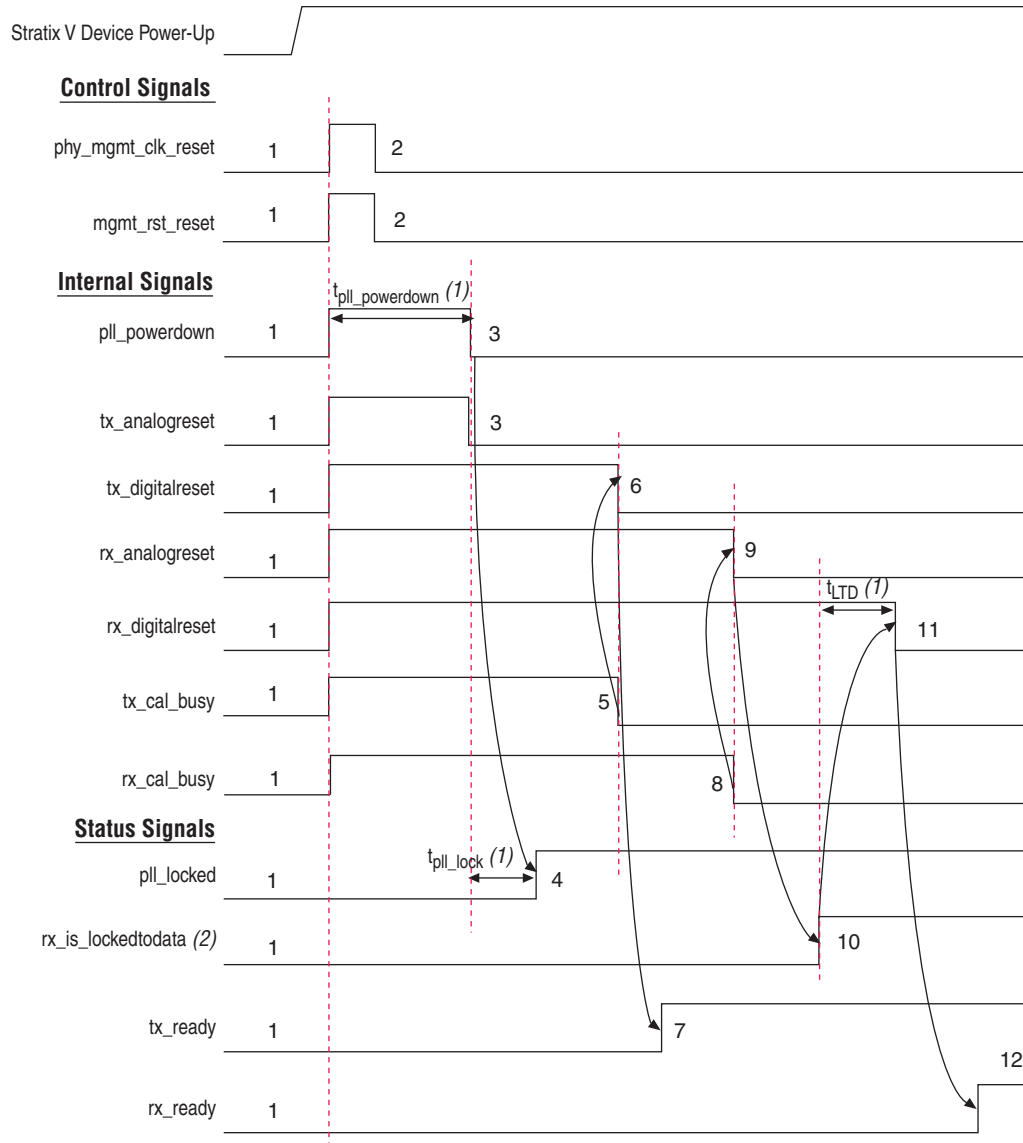 Stratix V Device Power-Up
Control Signals
phy_mgmt_clk_reset 1 2
mgmt_rst_reset 1 2
Internal Signals
tpll_powerdown (1)
pll_powerdown 1 3
tx_analogreset 1 3
tx_digitalreset 1 6
rx_analogreset 1 9
tLTD (1)
rx_digitalreset 1 11
tx_cal_busy 1 5
rx_cal_busy 1 8
Status Signals
tpll_lock (1)
pll_locked 1 4
rx_is_lockedtodata (2) 1 10
tx_ready 1 7
12
rx_ready 1